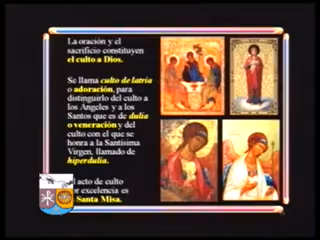 La oración y el
sacrificio constituyen
el culto a Dios.
Se llama culto de latría
o adoración, para
distinguirlo del culto a
los Angeles y a los
Santos que es de dulía
o veneración y del
culto con el que se
honra a la Santísima
Virgen, llamado de
hiperdulía.
acto de culto
or excelencia es
Santa Misa.